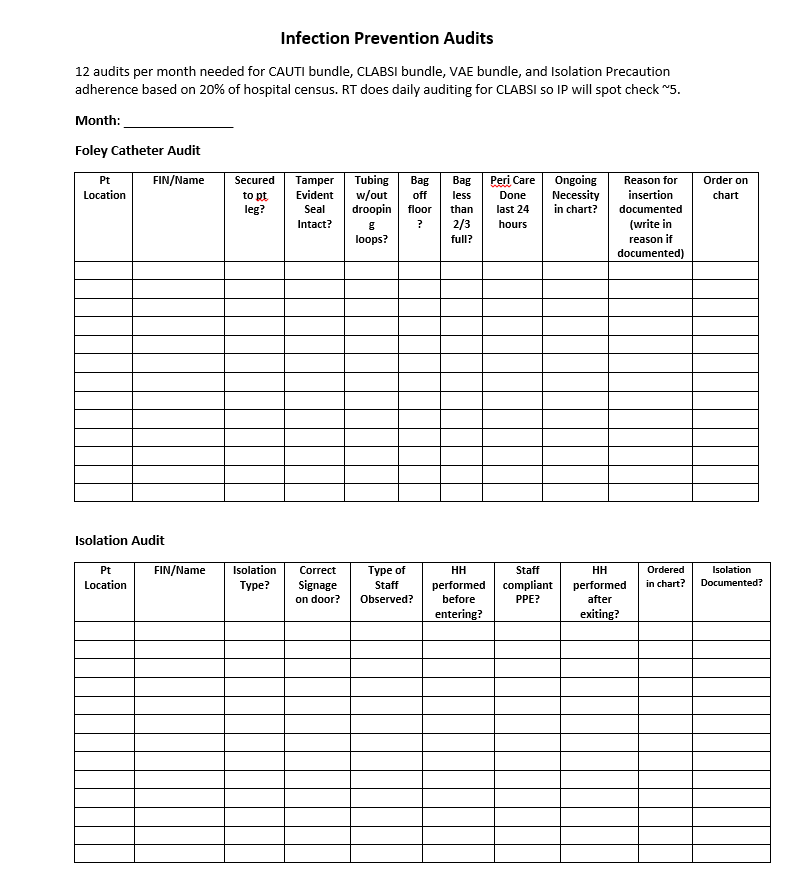 Infection Prevention Audits
12 audits per month needed for CAUTI bundle, CLABSI bundle, VAE bundle, and Isolation Precaution
adherence based on 20% of hospital census. RT does daily auditing for CLABSI so IP will spot check ~5.
Month: _______________
Foley Catheter Audit
Pt
Location
FIN/Name
Secured
to pt
leg?
Tamper
Evident
Seal
Intact?
Tubing
w/out
droopin
g
loops?
Bag
off
floor
?
Bag
less
than
2/3
full?
Peri Care
Done
last 24
hours
Ongoing
Necessity
in chart?
Reason for
insertion
documented
(write in
reason if
documented)
Order on
chart
Isolation Audit
Pt
Location
FIN/Name
Isolation
Type?
Correct
Signage
on door?
Type of
Staff
Observed?
HH
performed
before
entering?
Staff
compliant
PPE?
HH
performed
after
exiting?
Ordered
in chart?
Isolation
Documented?